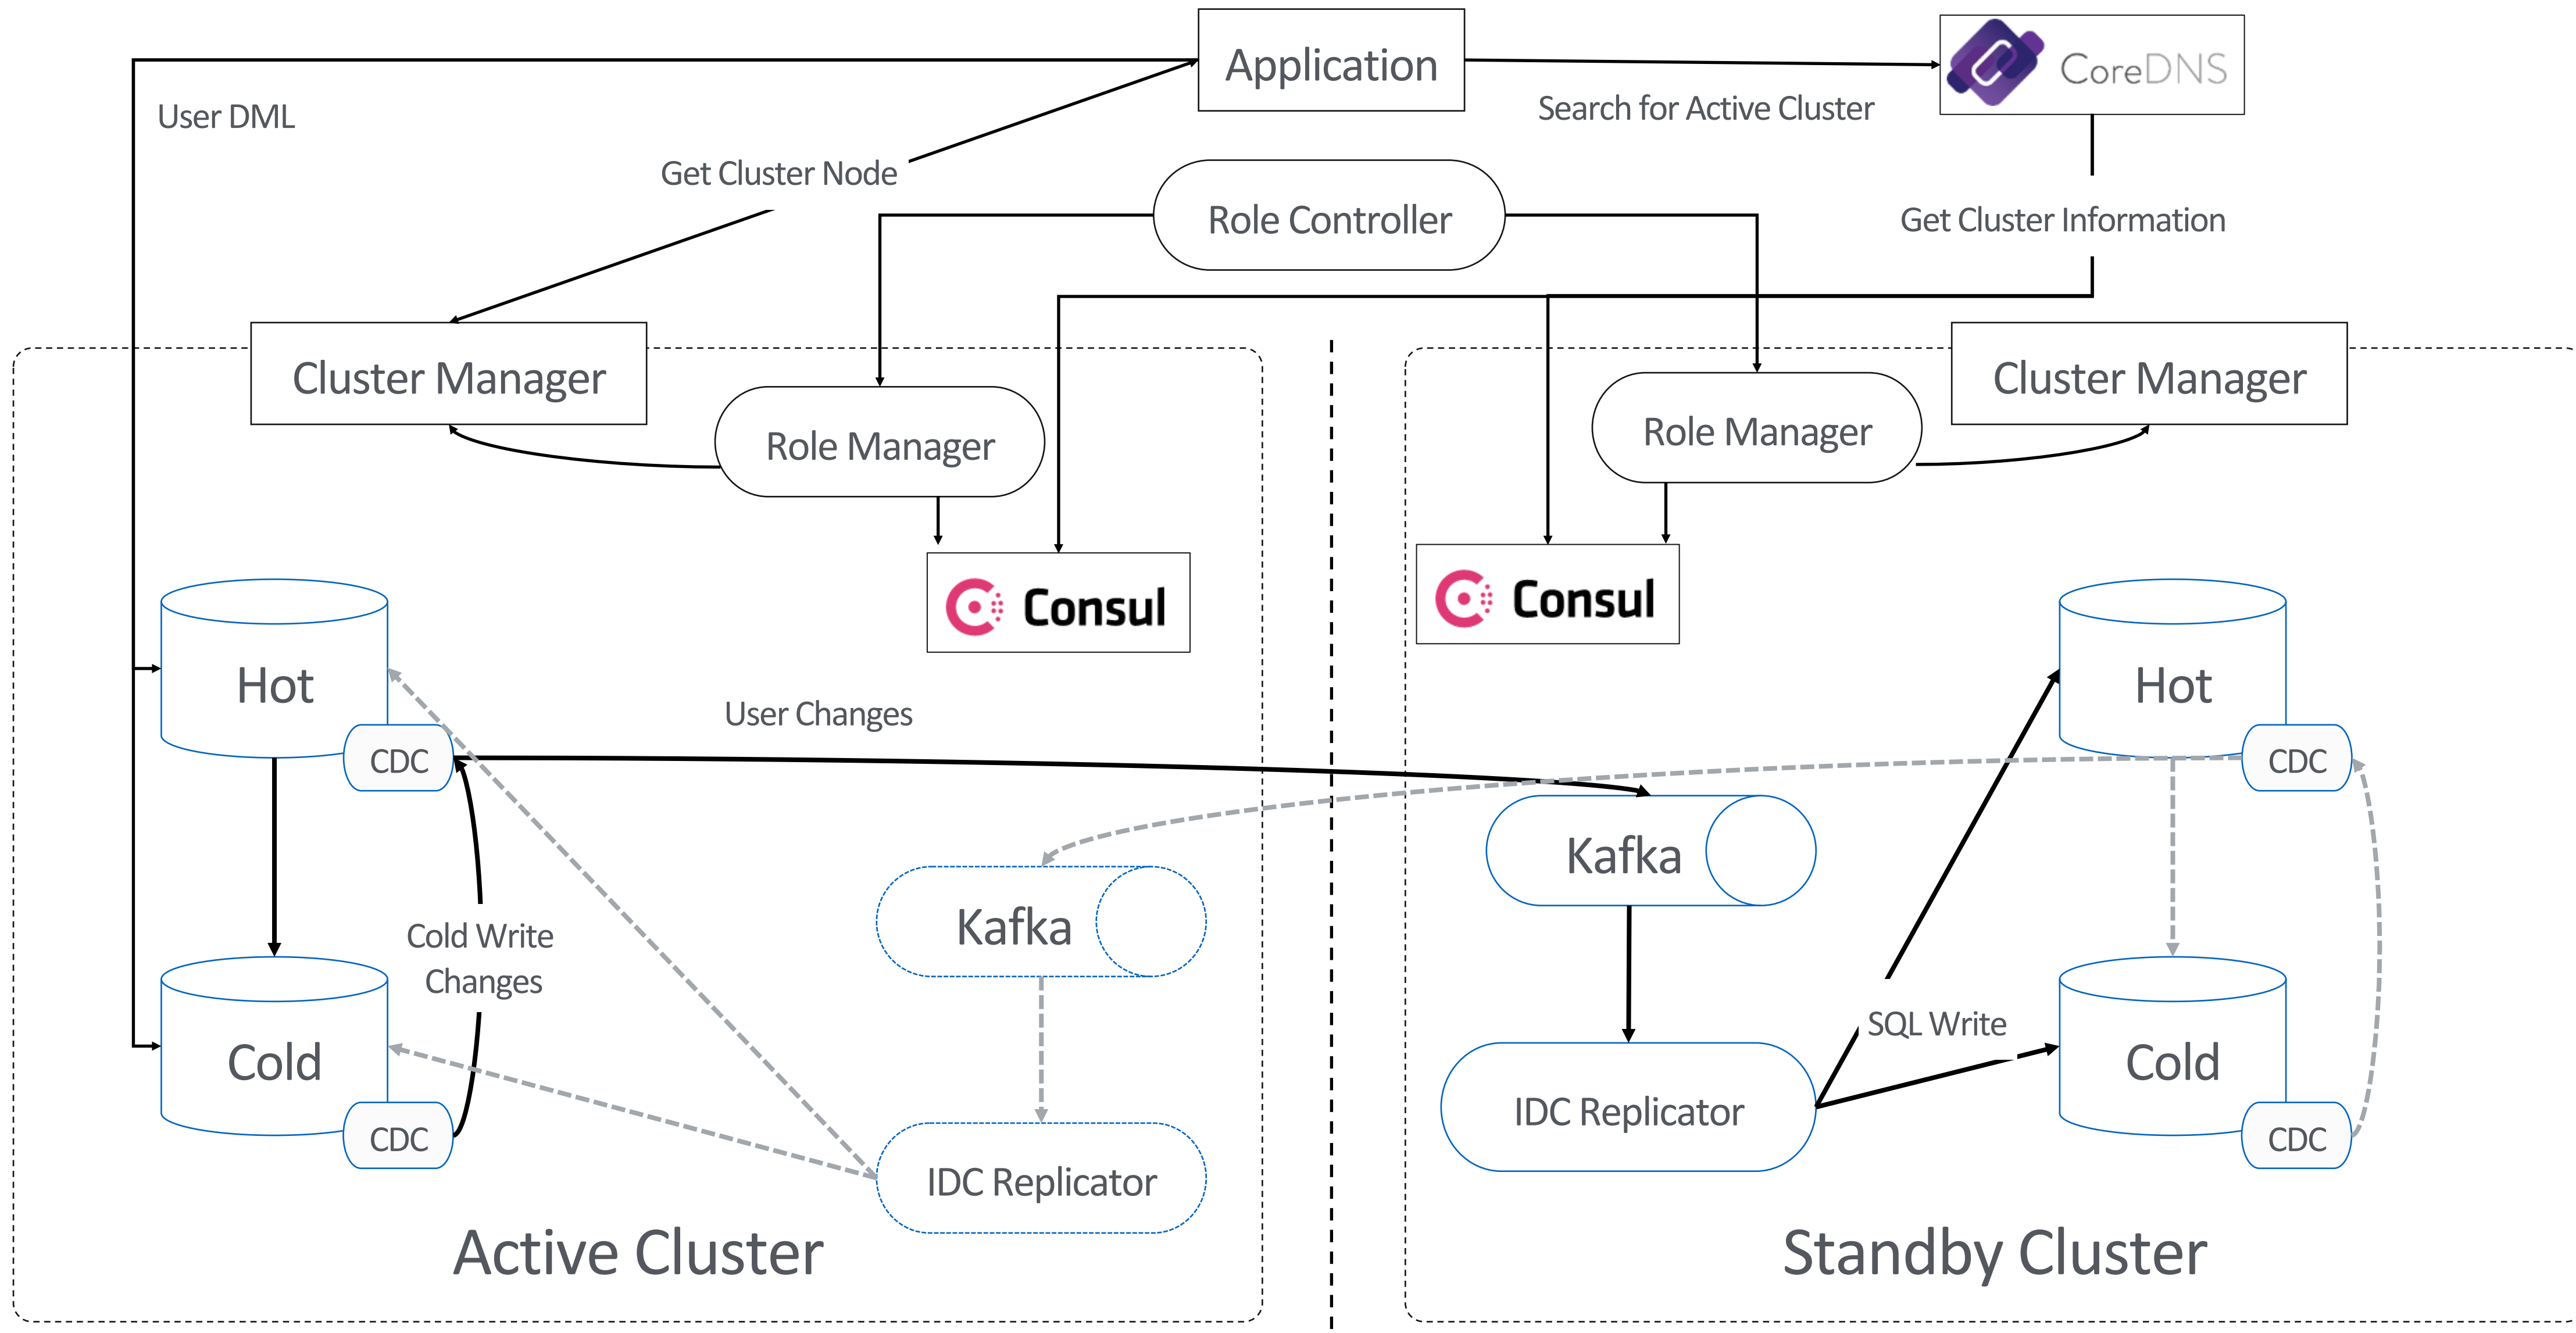 Application
CoreDNS
User DML
Search for Active Cluster
Get Cluster Node
Role Controller
Get Cluster Information
Cluster Manager
Role Manager
Role Manager
Cluster Manager
Consul
Consul
Hot
Hot
User Changes
CDC
CDC
Kafka
Kafka
Cold Write
Changes
SQL Write
Cold
Cold
IDC Replicator
CDC
CDC
IDC Replicator
Active Cluster
Standby Cluster